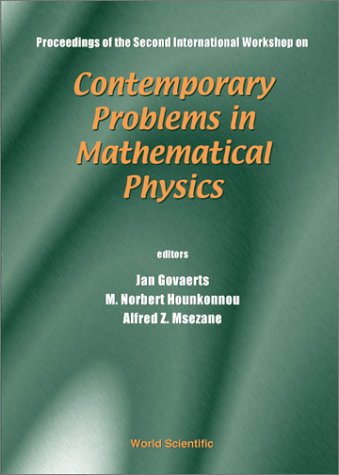 Proceedings of the Second International Workshop on
Contemporary
Problems in
Mathematical
Physics
editors
Jan Govaerts
M. Norbert Hounkonnou
Alfred Z. Msezane
World Scientific